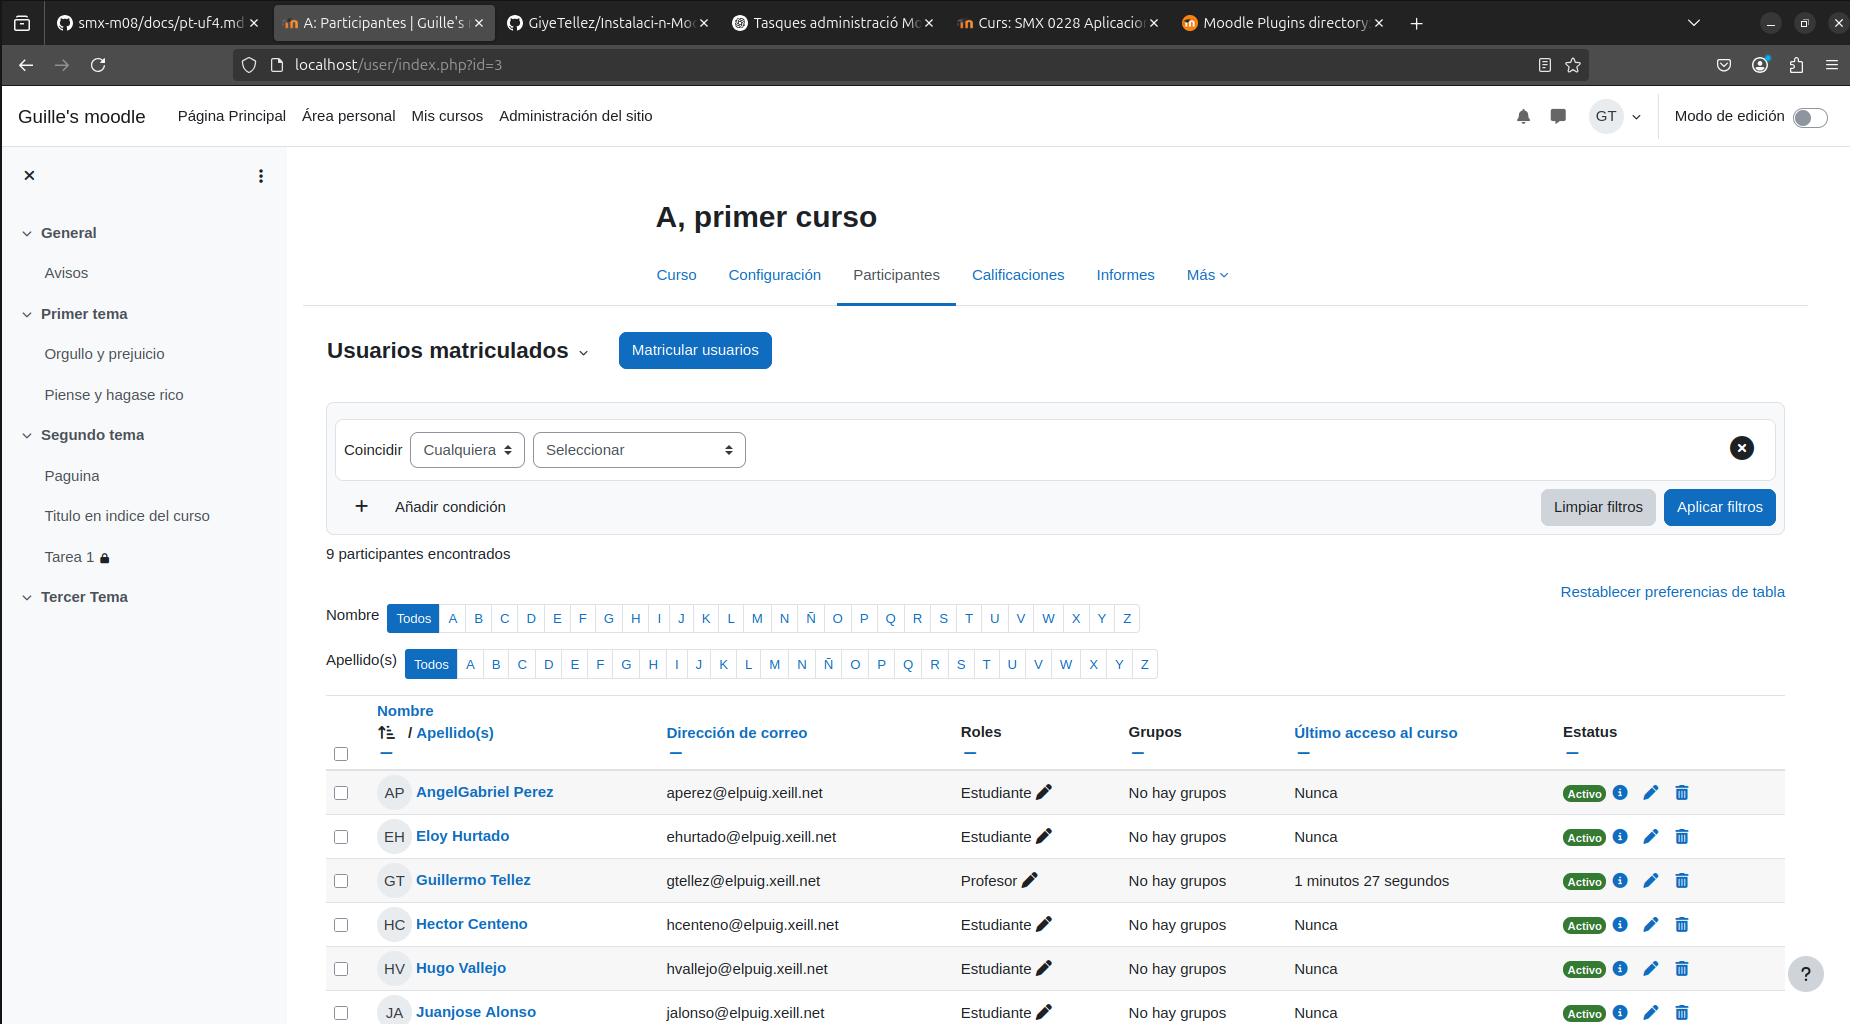 smx-m08/docs/pt-uf4.md
A: Participantes | Guille's
GiyeTellez/Instalaci-n-Moo
Tasques administració Mo
Curs: SMX 0228 Aplicacion
Moodle Plugins directory:
localhost/user/index.php?id=3
Guille's moodle
Página Principal
Área personal
Mis cursos
Administración del sitio
GT
Modo de edición
General
Avisos
Primer tema
Orgullo y prejuicio
Piense y hagase rico
Segundo tema
Paguina
Titulo en indice del curso
Tarea 1
Tercer Tema
A, primer curso
Curso
Configuración
Participantes
Calificaciones
Informes
Más
Usuarios matriculados
Matricular usuarios
Coincidir
Cualquiera
Seleccionar
+ Añadir condición
Limpiar filtros
Aplicar filtros
9 participantes encontrados
Restablecer preferencias de tabla
Nombre Todos A B C D E F G H I J K L M N Ñ O P Q R S T U V W X Y Z
Apellido(s) Todos A B C D E F G H I J K L M N Ñ O P Q R S T U V W X Y Z
Nombre / Apellido(s) Dirección de correo Roles Grupos Último acceso al curso Estatus
AP AngelGabriel Perez aperez@elpuig.xeill.net Estudiante No hay grupos Nunca Activo
EH Eloy Hurtado ehurtado@elpuig.xeill.net Estudiante No hay grupos Nunca Activo
GT Guillermo Tellez gtellez@elpuig.xeill.net Profesor No hay grupos 1 minutos 27 segundos Activo
HC Hector Centeno hcenteno@elpuig.xeill.net Estudiante No hay grupos Nunca Activo
HV Hugo Vallejo hvallejo@elpuig.xeill.net Estudiante No hay grupos Nunca Activo
JA Juanjose Alonso jalonso@elpuig.xeill.net Estudiante No hay grupos Nunca Activo
?